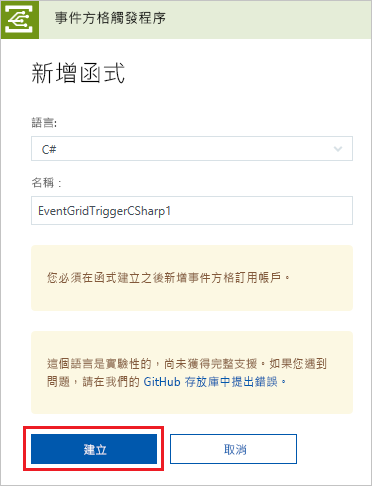 事件方格觸發程序
新增函式
語言:
C#
名稱：
EventGridTriggerCSharp1
您必須在函式建立之後新增事件方格訂用帳戶。
這個語言是實驗性的，尚未獲得完整支援。如果您遇到
問題，請在我們的 GitHub 存放庫中提出錯誤。
建立
取消